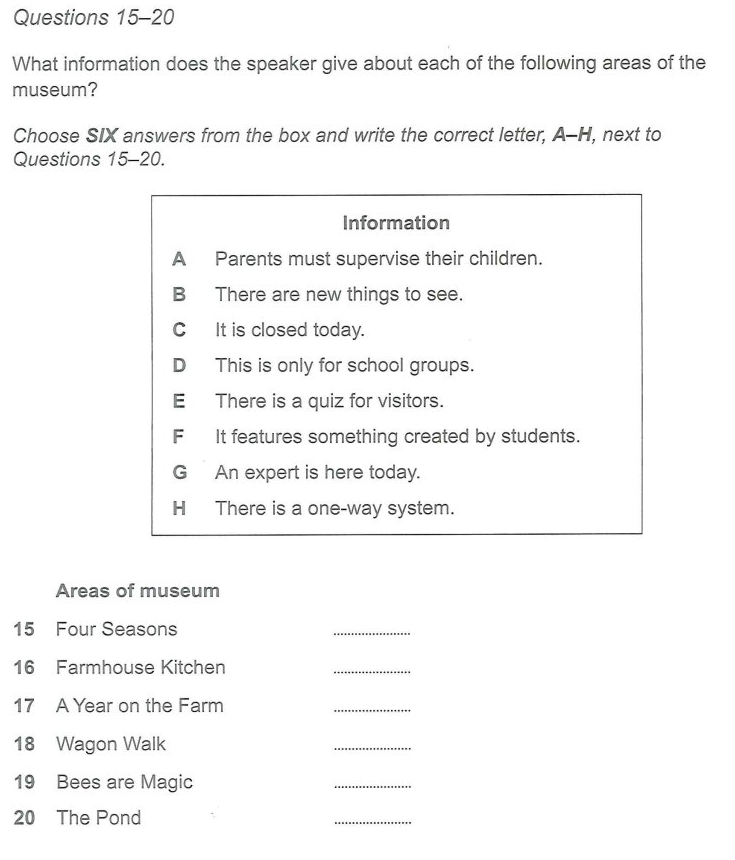 Questions 15–20
What information does the speaker give about each of the following areas of the
museum?
Choose SIX answers from the box and write the correct letter, A–H, next to
Questions 15–20.
Information
A Parents must supervise their children.
B There are new things to see.
C It is closed today.
D This is only for school groups.
E There is a quiz for visitors.
F It features something created by students.
G An expert is here today.
H There is a one-way system.
Areas of museum
15 Four Seasons ......................
16 Farmhouse Kitchen ......................
17 A Year on the Farm ......................
18 Wagon Walk ......................
19 Bees are Magic ......................
20 The Pond ......................